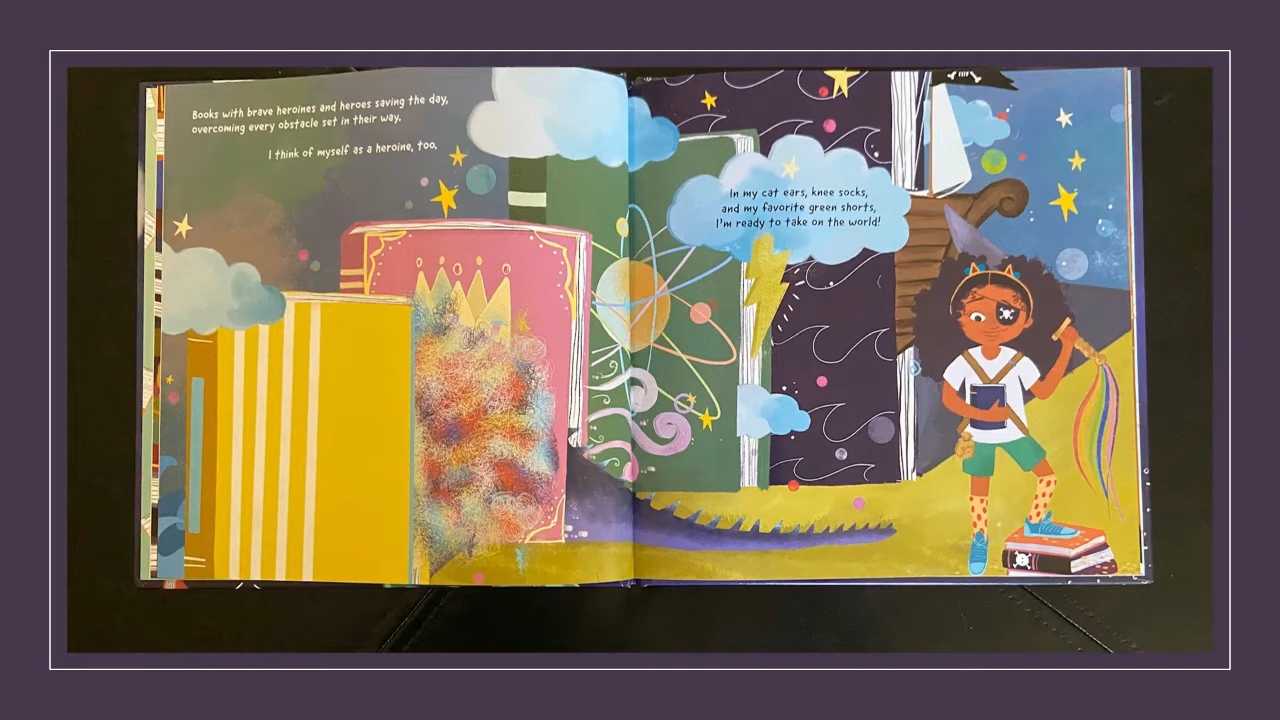 Books with brave heroines and heroes saving the day,
overcoming every obstacle set in their way.
I think of myself as a heroine, too.
In my cat ears, knee socks,
and my favorite green shorts,
I'm ready to take on the world!